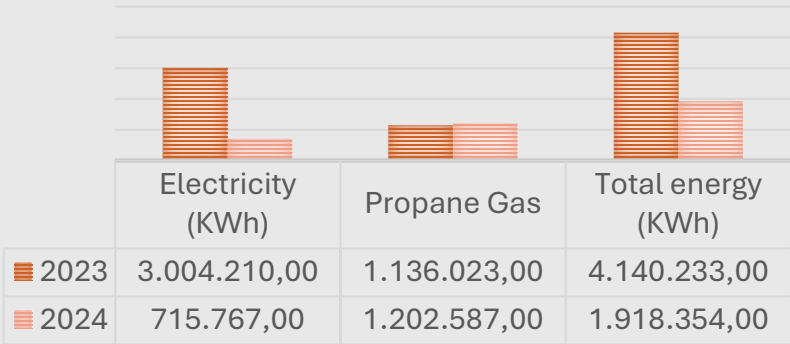 Electricity (KWh) Propane Gas Total energy (KWh)
2023 3.004.210,00 1.136.023,00 4.140.233,00
2024 715.767,00 1.202.587,00 1.918.354,00